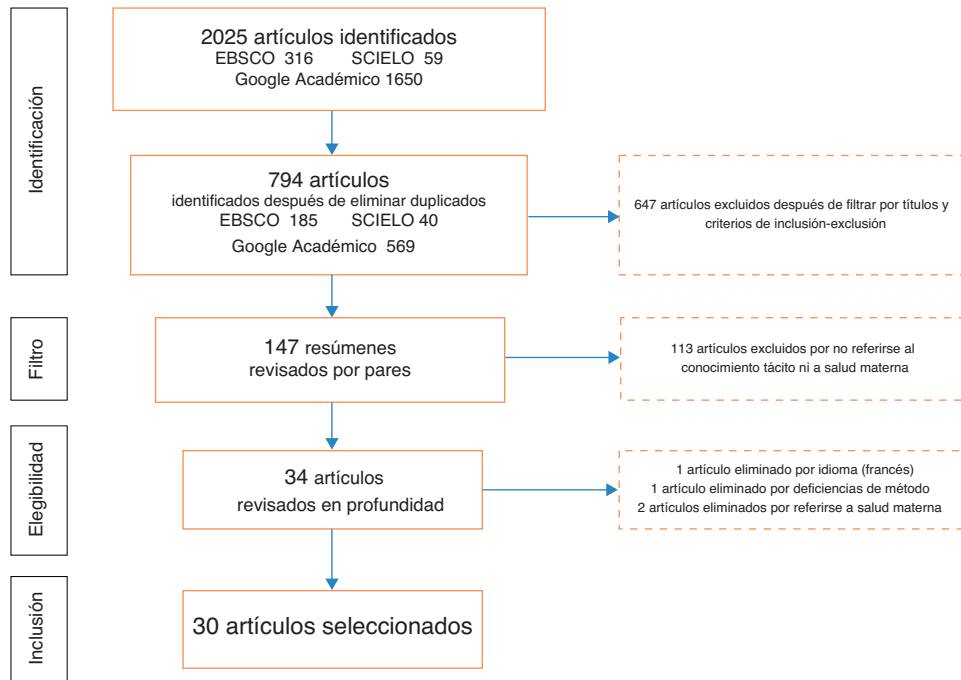 Identificación
2025 artículos identificados
EBSCO 316 SCIELO 59
Google Académico 1650
794 artículos
identificados después de eliminar duplicados
EBSCO 185 SCIELO 40
Google Académico 569
647 artículos excluidos después de filtrar por títulos y
criterios de inclusión-exclusión
Filtro
147 resúmenes
revisados por pares
113 artículos excluidos por no referirse al
conocimiento tácito ni a salud materna
Elegibilidad
34 artículos
revisados en profundidad
1 artículo eliminado por idioma (francés)
1 artículo eliminado por deficiencias de método
2 artículos eliminados por referirse a salud materna
Inclusión
30 artículos seleccionados